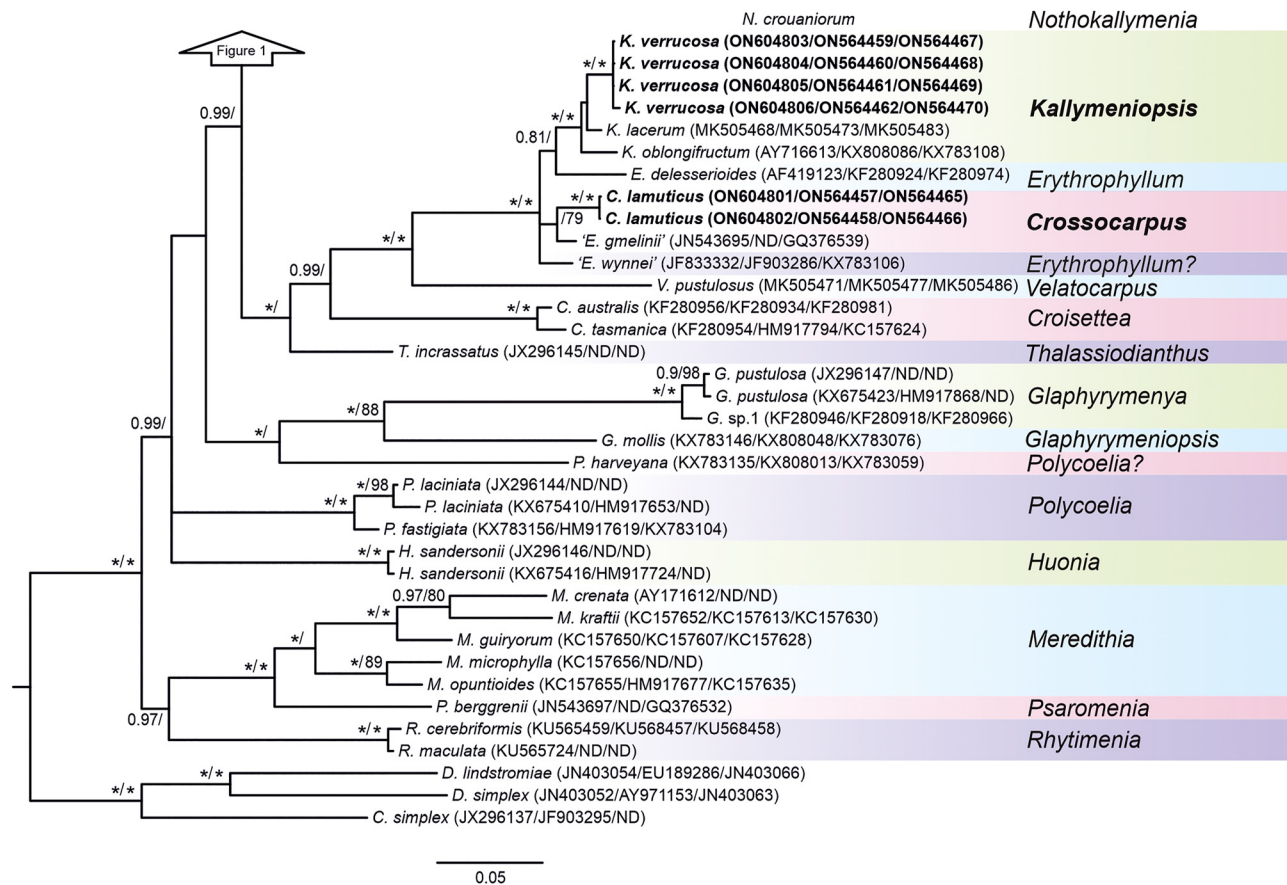 N. crouaniorum Nothokallymenia
Figure 1
K. verrucosa (ON604803/ON564459/ON564467)
*/*
K. verrucosa (ON604804/ON564460/ON564468)
K. verrucosa (ON604805/ON564461/ON564469)
K. verrucosa (ON604806/ON564462/ON564470) Kallymeniopsis
0.99/
*/*
K. lacerum (MK505468/MK505473/MK505483)
0.81/
K. oblongifructum (AY716613/KX808086/KX783108)
E. delesserioides (AF419123/KF280924/KF280974) Erythrophyllum
*/*
*/*
C. lamuticus (ON604801/ON564457/ON564465)
/79
C. lamuticus (ON604802/ON564458/ON564466) Crossocarpus
*/*
‘E. gmelinii’ (JN543695/ND/GQ376539)
0.99/
‘E. wynnei’ (JF833332/JF903286/KX783106) Erythrophyllum?
V. pustulosus (MK505471/MK505477/MK505486) Velatocarpus
*/
*/*
C. australis (KF280956/KF280934/KF280981)
Croisettea
C. tasmanica (KF280954/HM917794/KC157624)
T. incrassatus (JX296145/ND/ND) Thalassiodianthus
0.9/98
G. pustulosa (JX296147/ND/ND)
*/*
G. pustulosa (KX675423/HM917868/ND) Glaphyrymenya
*/88
G. sp.1 (KF280946/KF280918/KF280966)
0.99/
*/
G. mollis (KX783146/KX808048/KX783076) Glaphyrymeniopsis
P. harveyana (KX783135/KX808013/KX783059) Polycoelia?
*/98
P. laciniata (JX296144/ND/ND)
*/*
P. laciniata (KX675410/HM917653/ND) Polycoelia
P. fastigiata (KX783156/HM917619/KX783104)
*/*
H. sandersonii (JX296146/ND/ND)
Huonia
*/*
H. sandersonii (KX675416/HM917724/ND)
0.97/80
M. crenata (AY171612/ND/ND)
*/*
M. kraftii (KC157652/KC157613/KC157630)
*/
M. guiryorum (KC157650/KC157607/KC157628) Meredithia
*/*
*/89
M. microphylla (KC157656/ND/ND)
M. opuntioides (KC157655/HM917677/KC157635)
0.97/
P. berggrenii (JN543697/ND/GQ376532) Psaromenia
*/*
R. cerebriformis (KU565459/KU568457/KU568458)
Rhytimenia
R. maculata (KU565724/ND/ND)
*/*
D. lindstromiae (JN403054/EU189286/JN403066)
*/*
D. simplex (JN403052/AY971153/JN403063)
C. simplex (JX296137/JF903295/ND)
0.05